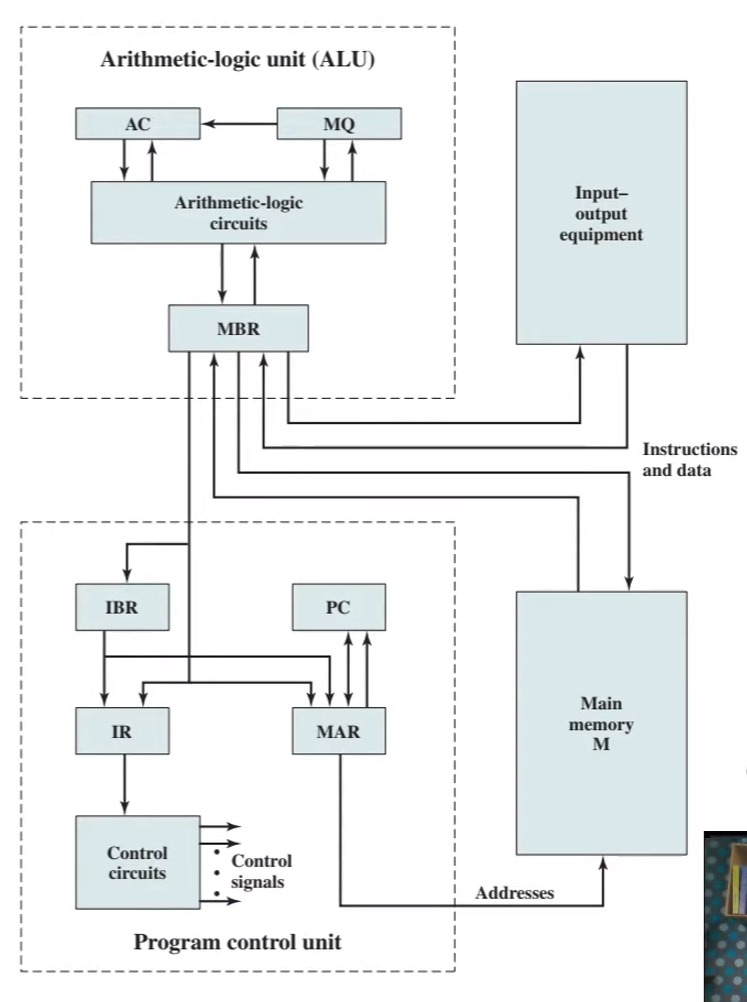 Arithmetic-logic unit (ALU)
AC
MQ
Arithmetic-logic
circuits
MBR
Input–
output
equipment
Instructions
and data
IBR
PC
IR
MAR
Main
memory
M
Control
circuits
Control
signals
Addresses
Program control unit